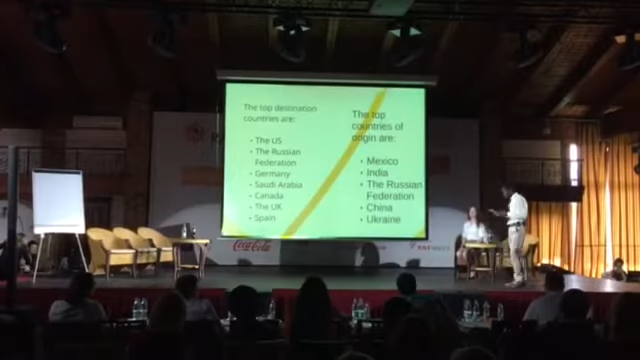 The top destination
countries are:
- The US
- The Russian
Federation
- Germany
- Saudi Arabia
- Canada
- The UK
- Spain
The top
countries of
origin are:
- Mexico
- India
- The Russian
Federation
- China
- Ukraine
Coca-Cola